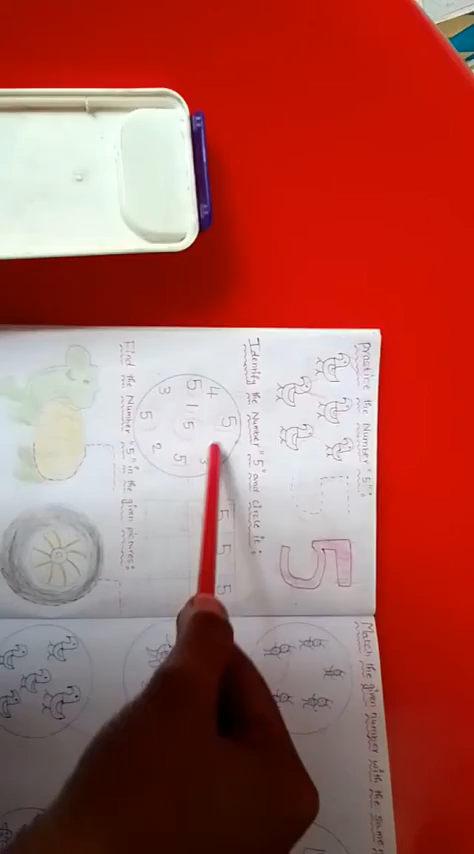 Practice the Number "5":
5
Identify the Number "5" and circle it:
4 5
5 1 5 3
3 5 2 5
5 5 5
Find the Number "5" in the given pictures:
Match the given number with the same